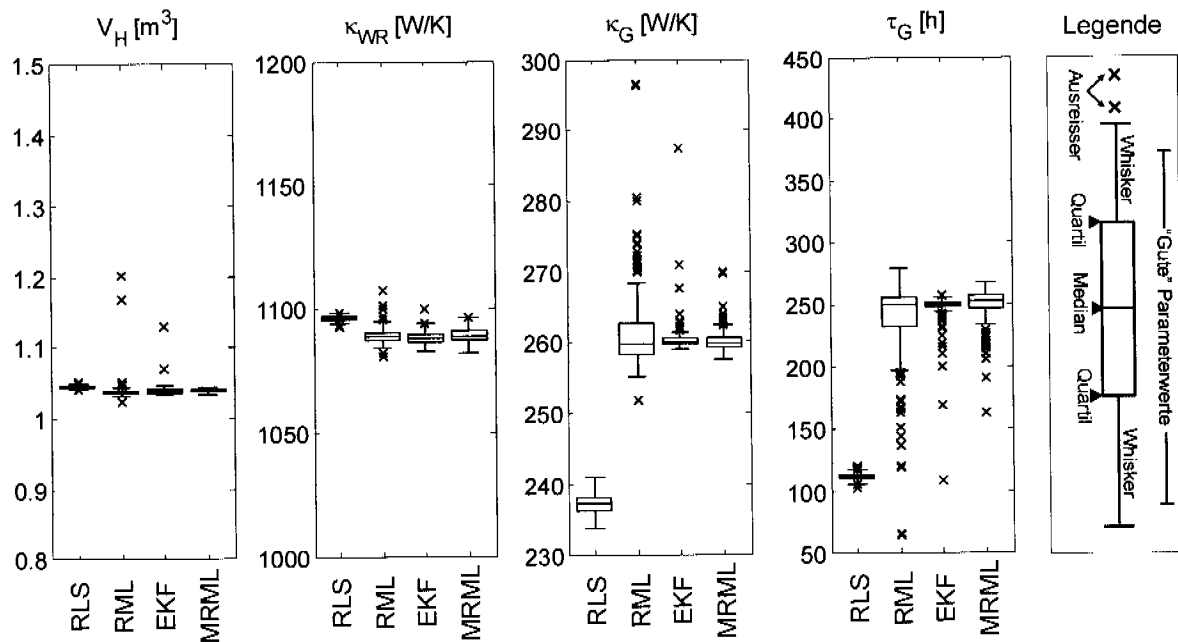 V_H [m³]
1.5
1.4
1.3
1.2
1.1
1
0.9
0.8
RLS
RML
EKF
MRML
κ_WR [W/K]
1200
1150
1100
1050
1000
RLS
RML
EKF
MRML
κ_G [W/K]
300
290
280
270
260
250
240
230
RLS
RML
EKF
MRML
τ_G [h]
450
400
350
300
250
200
150
100
50
RLS
RML
EKF
MRML
Legende
Ausreisser
Whisker
Quartil
Median
Quartil
Whisker
"Gute" Parameterwerte